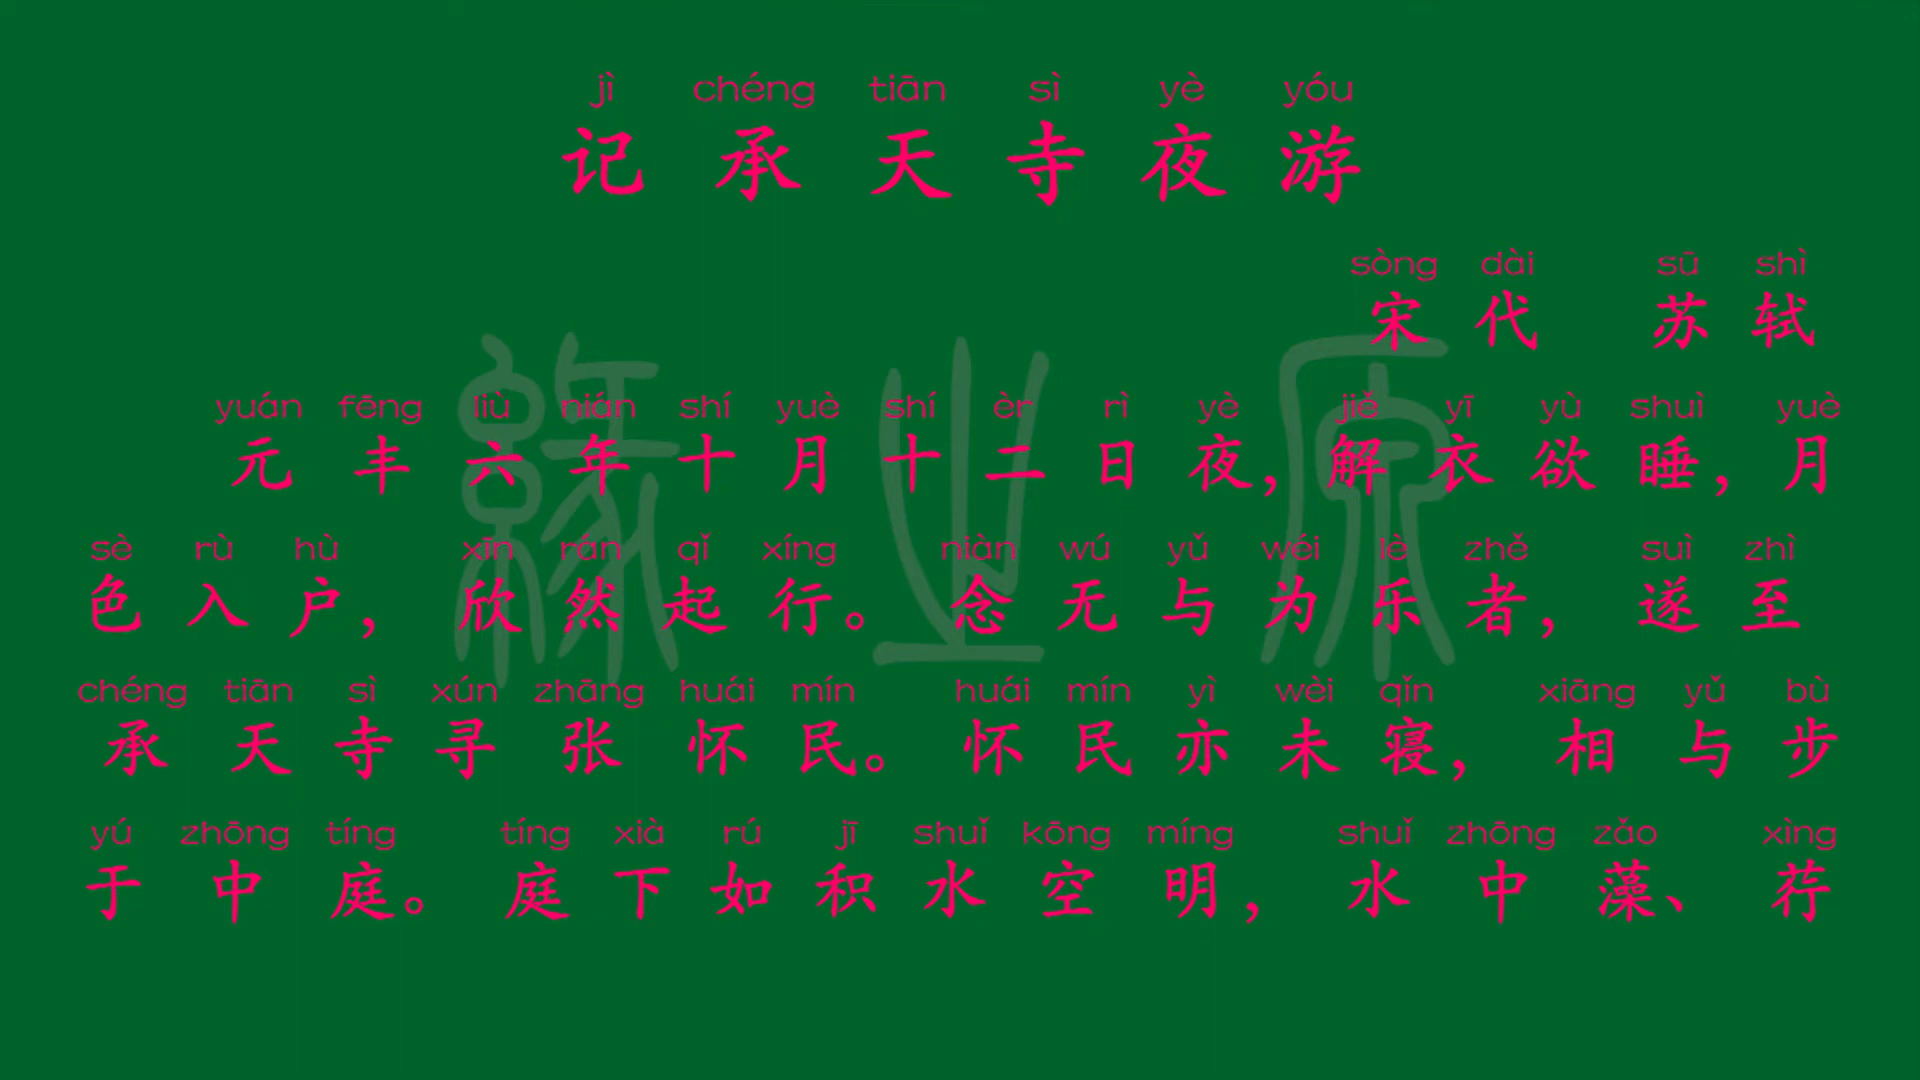 jì chéng tiān sì yè yóu
记承天寺夜游
sòng dài sū shì
宋代 苏轼
yuán fēng liù nián shí yuè shí èr rì yè jiě yī yù shuì yuè
元丰六年十月十二日夜，解衣欲睡，月
sè rù hù xīn rán qǐ xíng niàn wú yǔ wéi lè zhě suì zhì
色入户，欣然起行。念无与为乐者，遂至
chéng tiān sì xún zhāng huái mín huái mín yì wèi qǐn xiāng yǔ bù
承天寺寻张怀民。怀民亦未寝，相与步
yú zhōng tíng tíng xià rú jī shuǐ kōng míng shuǐ zhōng zǎo xìng
于中庭。庭下如积水空明，水中藻、荇